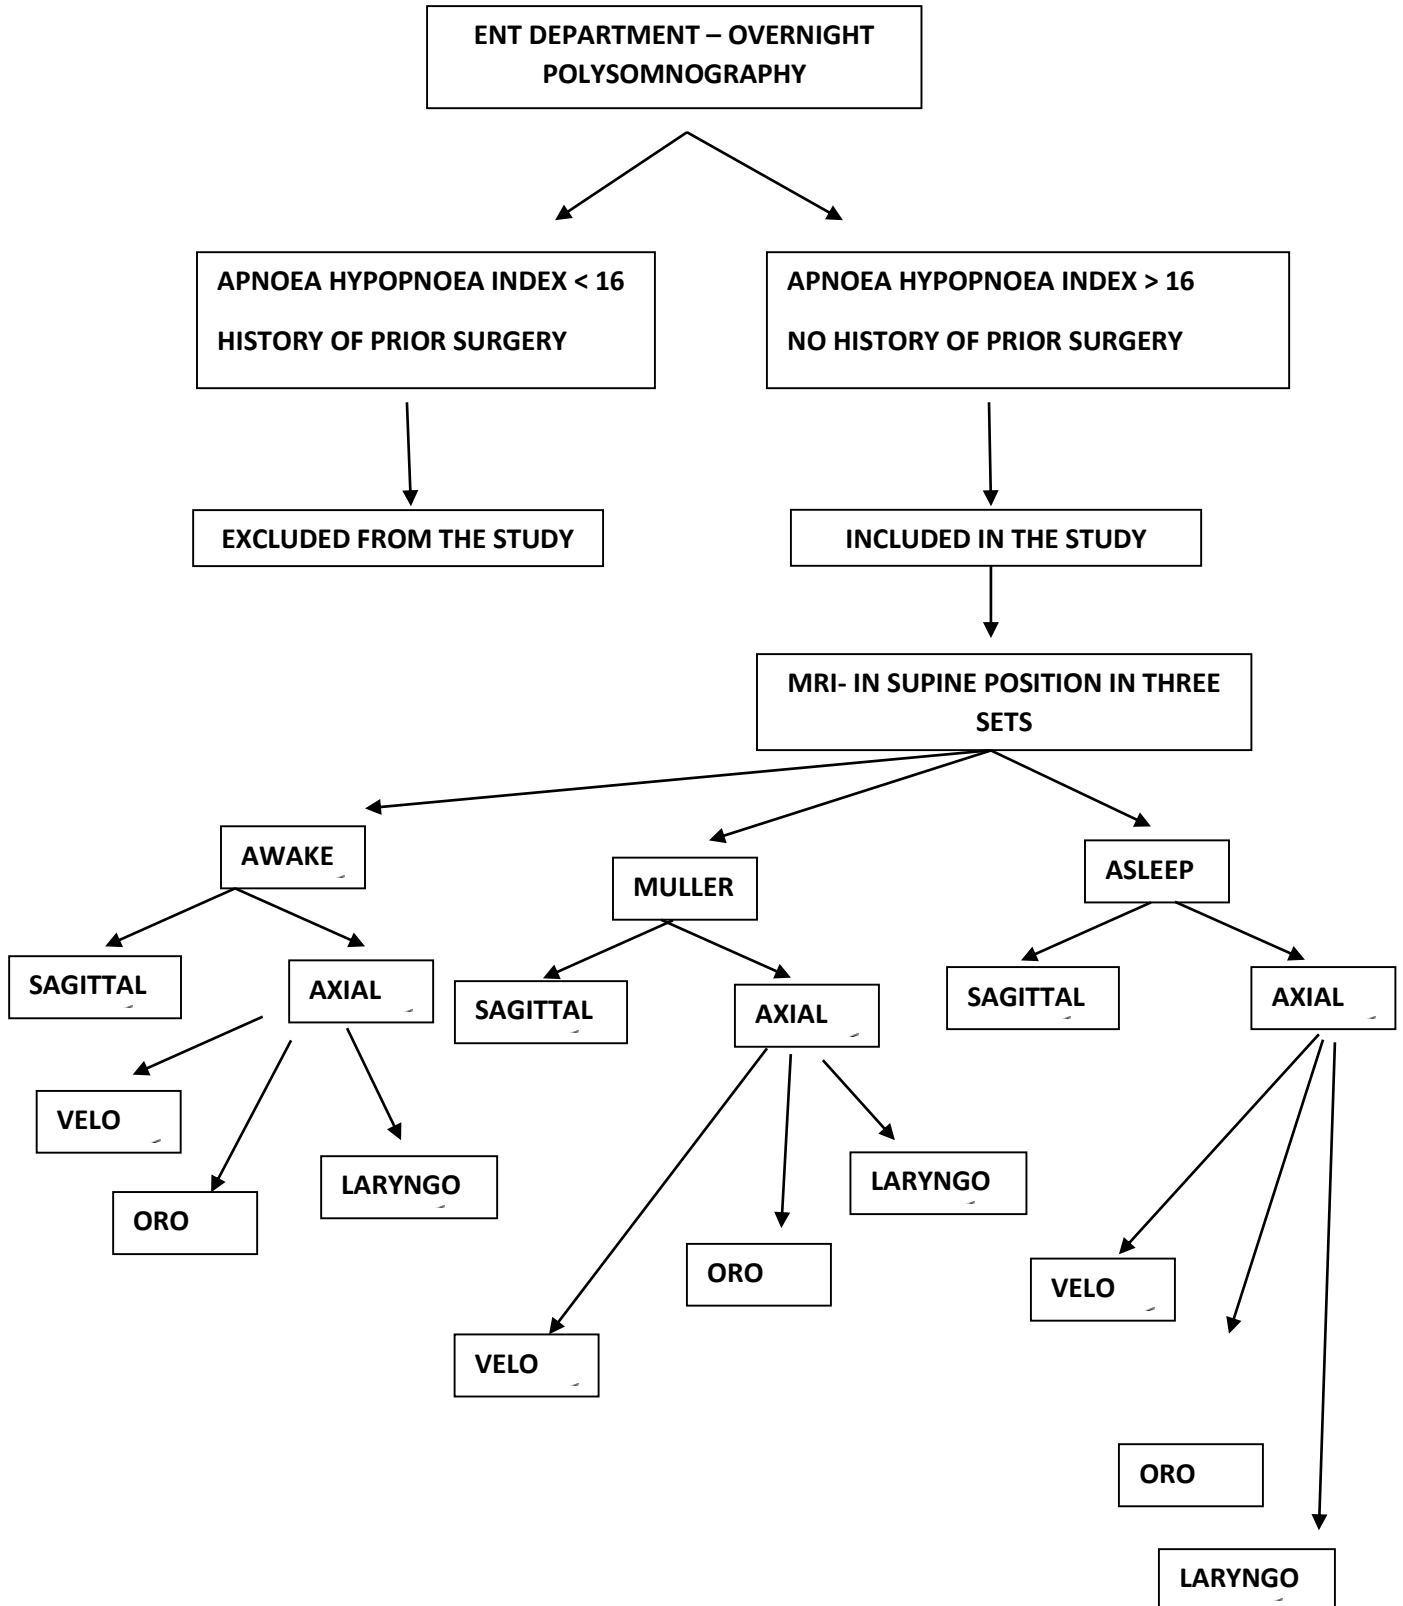 ENT DEPARTMENT – OVERNIGHT
POLYSOMNOGRAPHY
APNOEA HYPOPNOEA INDEX < 16
HISTORY OF PRIOR SURGERY
APNOEA HYPOPNOEA INDEX > 16
NO HISTORY OF PRIOR SURGERY
EXCLUDED FROM THE STUDY
INCLUDED IN THE STUDY
MRI- IN SUPINE POSITION IN THREE
SETS
AWAKE
MULLER
ASLEEP
SAGITTAL
AXIAL
SAGITTAL
AXIAL
SAGITTAL
AXIAL
VELO
ORO
LARYNGO
VELO
ORO
LARYNGO
VELO
ORO
LARYNGO